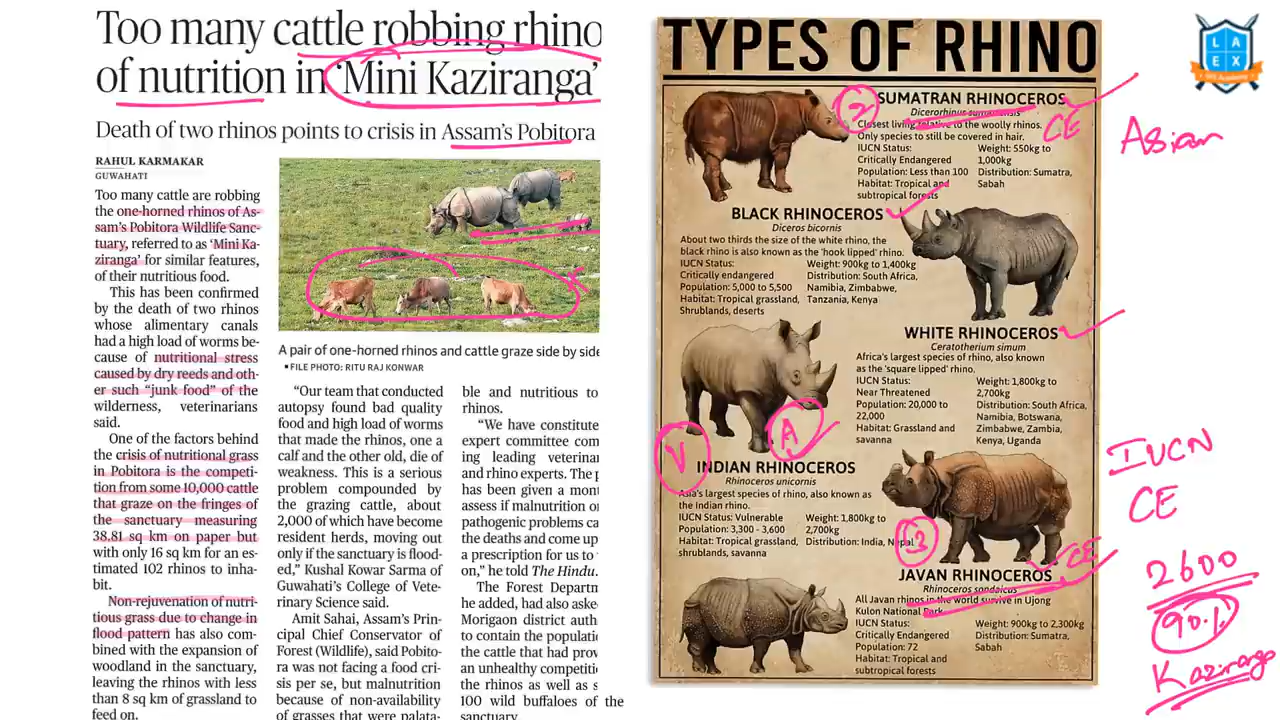 Too many cattle robbing rhino
of nutrition in 'Mini Kaziranga'
Death of two rhinos points to crisis in Assam's Pobitora
RAHUL KARMAKAR
GUWAHATI
Too many cattle are robbing
the one-horned rhinos of As-
sam's Pobitora Wildlife Sanc-
tuary, referred to as 'Mini Ka-
ziranga' for similar features,
of their nutritious food.
This has been confirmed
by the death of two rhinos
whose alimentary canals
had a high load of worms be-
cause of nutritional stress
caused by dry reeds and oth-
er such "junk food" of the
wilderness, veterinarians
said.
One of the factors behind
the crisis of nutritional grass
in Pobitora is the competi-
tion from some 10,000 cattle
that graze on the fringes of
the sanctuary measuring
38.81 sq km on paper but
with only 16 sq km for an es-
timated 102 rhinos to inha-
bit.
Non-rejuvenation of nutri-
tious grass due to change in
flood pattern has also com-
bined with the expansion of
woodland in the sanctuary,
leaving the rhinos with less
than 8 sq km of grassland to
feed on.
A pair of one-horned rhinos and cattle graze side by side
▪FILE PHOTO: RITU RAJ KONWAR
"Our team that conducted
autopsy found bad quality
food and high load of worms
that made the rhinos, one a
calf and the other old, die of
weakness. This is a serious
problem compounded by
the grazing cattle, about
2,000 of which have become
resident herds, moving out
only if the sanctuary is flood-
ed," Kushal Kowar Sarma of
Guwahati's College of Vete-
rinary Science said.
Amit Sahai, Assam's Prin-
cipal Chief Conservator of
Forest (Wildlife), said Pobito-
ra was not facing a food cri-
sis per se, but malnutrition
because of non-availability
of grasses that were palata-
ble and nutritious to
rhinos.
"We have constitute
expert committee com
ing leading veterinar
and rhino experts. The p
has been given a mont
assess if malnutrition or
pathogenic problems ca
the deaths and come up
a prescription for us to
on," he told The Hindu.
The Forest Departm
he added, had also aske
Morigaon district auth
to contain the populatio
the cattle that had prov
an unhealthy competitio
the rhinos as well as s
100 wild buffaloes of the
sanctuary.
TYPES OF RHINO
SUMATRAN RHINOCEROS
Dicerorhinus sumatrensis
Closest living relative to the woolly rhinos.
Only species to still be covered in hair.
IUCN Status:
Critically Endangered
Population: Less than 100
Habitat: Tropical and
subtropical forests
Weight: 550kg to
1,000kg
Distribution: Sumatra,
Sabah
BLACK RHINOCEROS
Diceros bicornis
About two thirds the size of the white rhino, the
black rhino is also known as the 'hook lipped' rhino.
IUCN Status:
Critically endangered
Population: 5,000 to 5,500
Habitat: Tropical grassland,
Shrublands, deserts
Weight: 900kg to 1,400kg
Distribution: South Africa,
Namibia, Zimbabwe,
Tanzania, Kenya
WHITE RHINOCEROS
Ceratotherium simum
Africa's largest species of rhino, also known
as the 'square lipped' rhino.
IUCN Status:
Near Threatened
Population: 20,000 to
22,000
Habitat: Grassland and
savanna
Weight: 1,800kg to
2,700kg
Distribution: South Africa,
Namibia, Botswana,
Zimbabwe, Zambia,
Kenya, Uganda
INDIAN RHINOCEROS
Rhinoceros unicornis
Asia's largest species of rhino, also known as
the Indian rhino.
IUCN Status: Vulnerable
Population: 3,300 - 3,600
Habitat: Tropical grassland,
shrublands, savanna
Weight: 1,800kg to
2,700kg
Distribution: India, Nepal
JAVAN RHINOCEROS
Rhinoceros sondaicus
All Javan rhinos in the world survive in Ujong
Kulon National Park
IUCN Status:
Critically Endangered
Population: 72
Habitat: Tropical and
subtropical forests
Weight: 900kg to 2,300kg
Distribution: Sumatra,
Sabah
2
CE
V
A
3
CE
Asian
IUCN
CE
2600
90%
Kaziranga
L A
E X